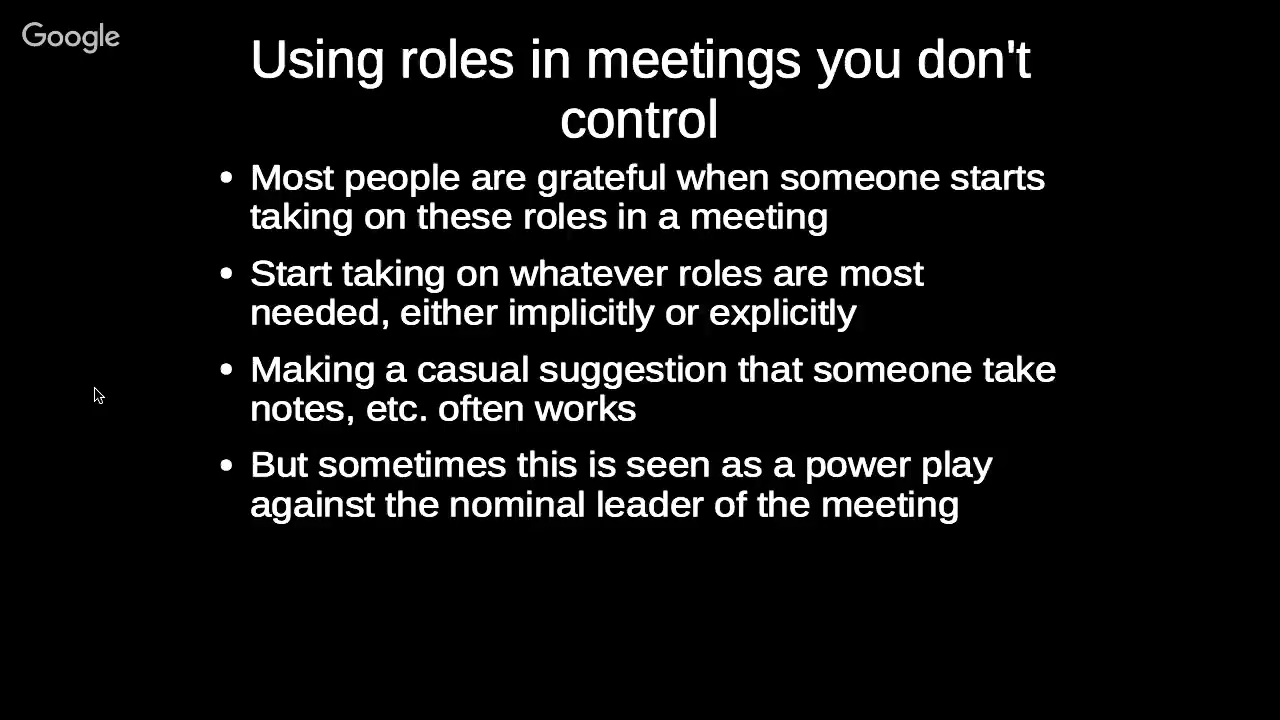 Google
Using roles in meetings you don't
control
• Most people are grateful when someone starts
taking on these roles in a meeting
• Start taking on whatever roles are most
needed, either implicitly or explicitly
• Making a casual suggestion that someone take
notes, etc. often works
• But sometimes this is seen as a power play
against the nominal leader of the meeting